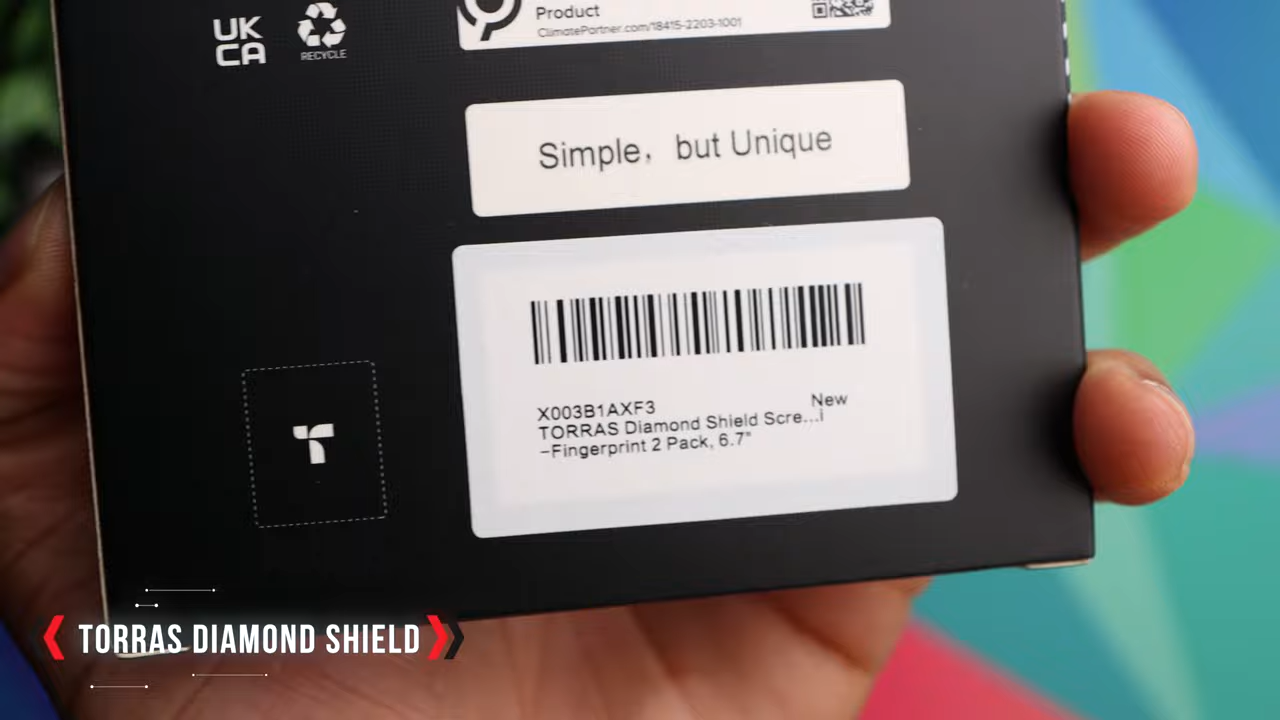 UK
CA
RECYCLE
Product
ClimatePartner.com/18415-2203-1001
Simple, but Unique
X003B1AXF3
New
TORRAS Diamond Shield Scre...i
-Fingerprint 2 Pack, 6.7"
TORRAS DIAMOND SHIELD